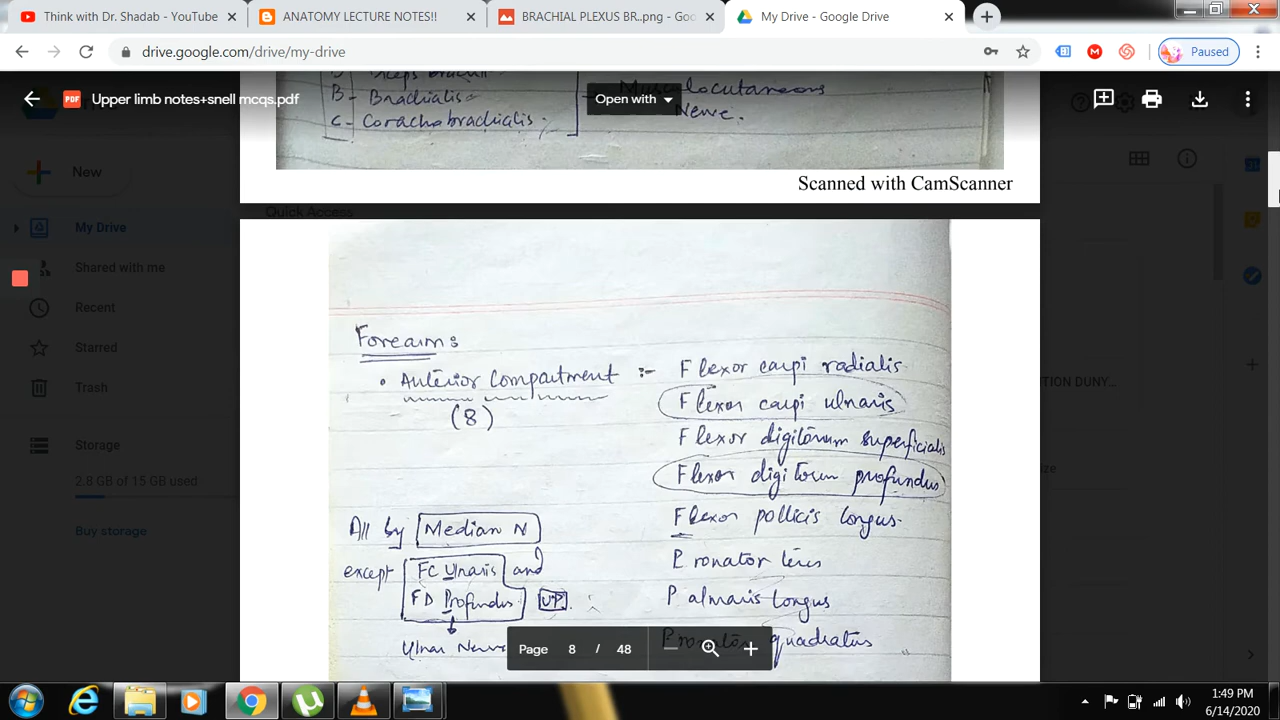 Think with Dr. Shadab - YouTube
ANATOMY LECTURE NOTES!!
BRACHIAL PLEXUS BR...png - Goo
My Drive - Google Drive
drive.google.com/drive/my-drive
Paused
Upper limb notes+snell mcqs.pdf
Open with
B - Brachialis
C - Corachobrachialis
Musculocutaneous
Nerve.
Scanned with CamScanner
New
Quick Access
My Drive
Shared with me
Recent
Starred
Trash
Storage
2.8 GB of 15 GB used
Buy storage
Forearms
• Anterior Compartment :-
(8)
Flexor carpi radialis
Flexor carpi ulnaris
Flexor digitorum superficialis
Flexor digitorum profundus
Flexor pollicis longus
Pronator teres
Palmaris longus
Pronator quadratus
All by Median N
except FC Ulnaris and
FD Profundus UP.
Ulnar Nerve
Page 8 / 48
1:49 PM
6/14/2020